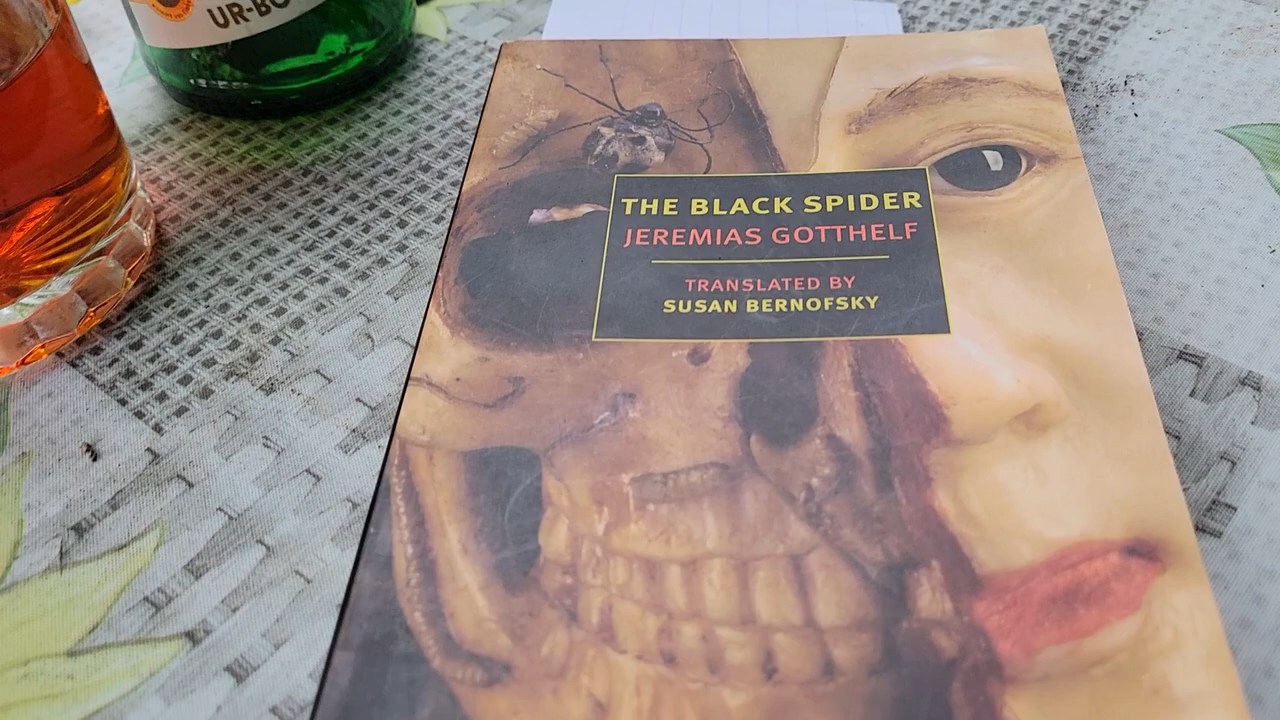 UR-BO
THE BLACK SPIDER
JEREMIAS GOTTHELF
TRANSLATED BY
SUSAN BERNOFSKY